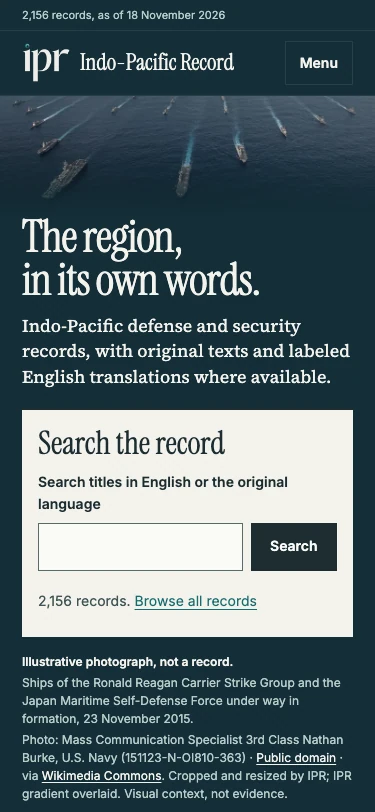 2,156 records, as of 18 November 2026
ipr Indo-Pacific Record
Menu
The region,
in its own words.
Indo-Pacific defense and security
records, with original texts and labeled
English translations where available.
Search the record
Search titles in English or the original
language
Search
2,156 records. Browse all records
Illustrative photograph, not a record.
Ships of the Ronald Reagan Carrier Strike Group and the
Japan Maritime Self-Defense Force under way in
formation, 23 November 2015.
Photo: Mass Communication Specialist 3rd Class Nathan
Burke, U.S. Navy (151123-N-OI810-363) · Public domain ·
via Wikimedia Commons. Cropped and resized by IPR; IPR
gradient overlaid. Visual context, not evidence.